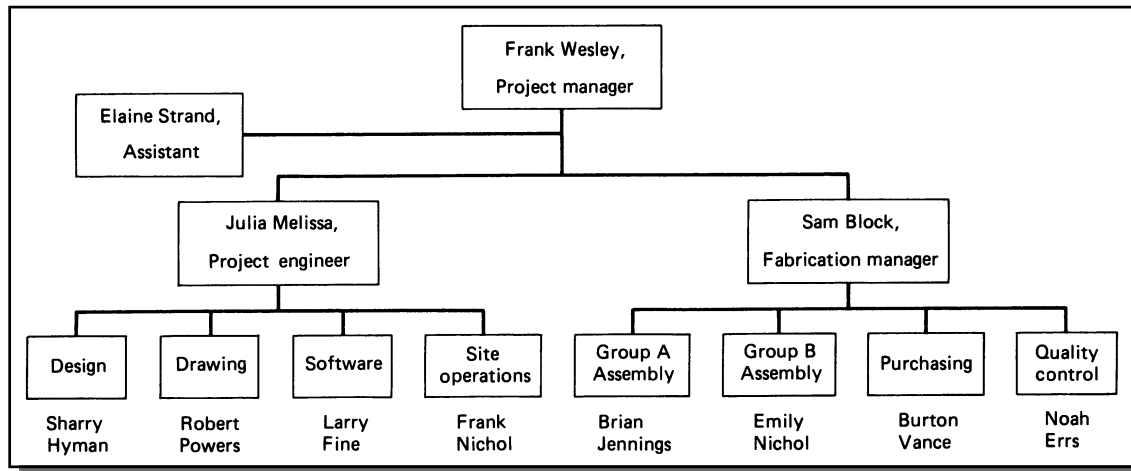 Frank Wesley,
Project manager
Elaine Strand,
Assistant
Julia Melissa,
Project engineer
Sam Block,
Fabrication manager
Design
Drawing
Software
Site
operations
Group A
Assembly
Group B
Assembly
Purchasing
Quality
control
Sharry
Hyman
Robert
Powers
Larry
Fine
Frank
Nichol
Brian
Jennings
Emily
Nichol
Burton
Vance
Noah
Errs